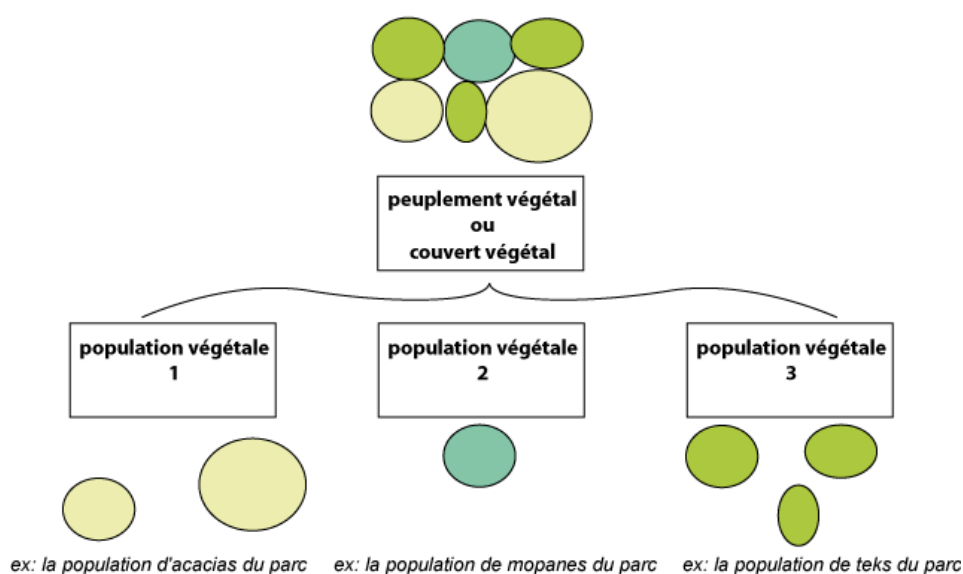 peuplement végétal
ou
couvert végétal
population végétale
1
population végétale
2
population végétale
3
ex: la population d'acacias du parc
ex: la population de mopanes du parc
ex: la population de teks du parc